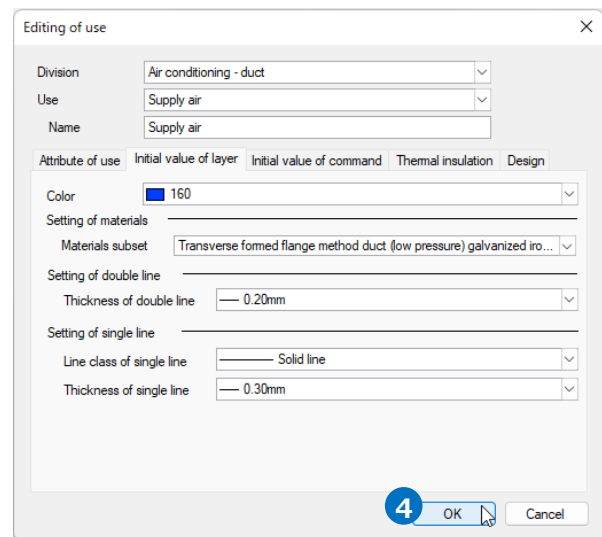 Editing of use
Division Air conditioning - duct
Use Supply air
Name Supply air
Attribute of use Initial value of layer Initial value of command Thermal insulation Design
Color 160
Setting of materials
Materials subset Transverse formed flange method duct (low pressure) galvanized iro...
Setting of double line
Thickness of double line 0.20mm
Setting of single line
Line class of single line Solid line
Thickness of single line 0.30mm
4 OK Cancel